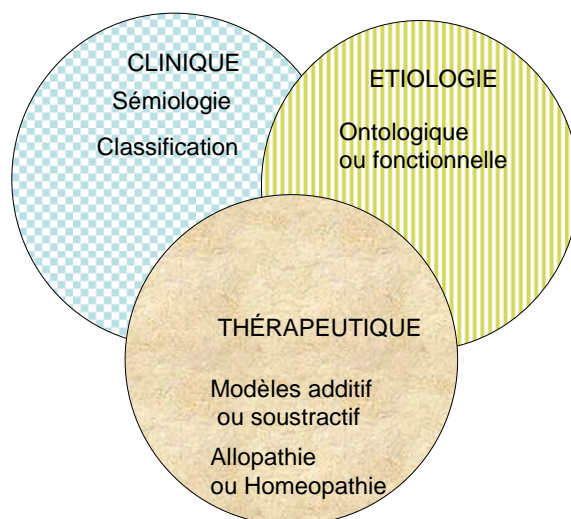 CLINIQUE
Sémiologie
Classification
ETIOLOGIE
Ontologique
ou fonctionnelle
THÉRAPEUTIQUE
Modèles additif
ou soustractif
Allopathie
ou Homeopathie